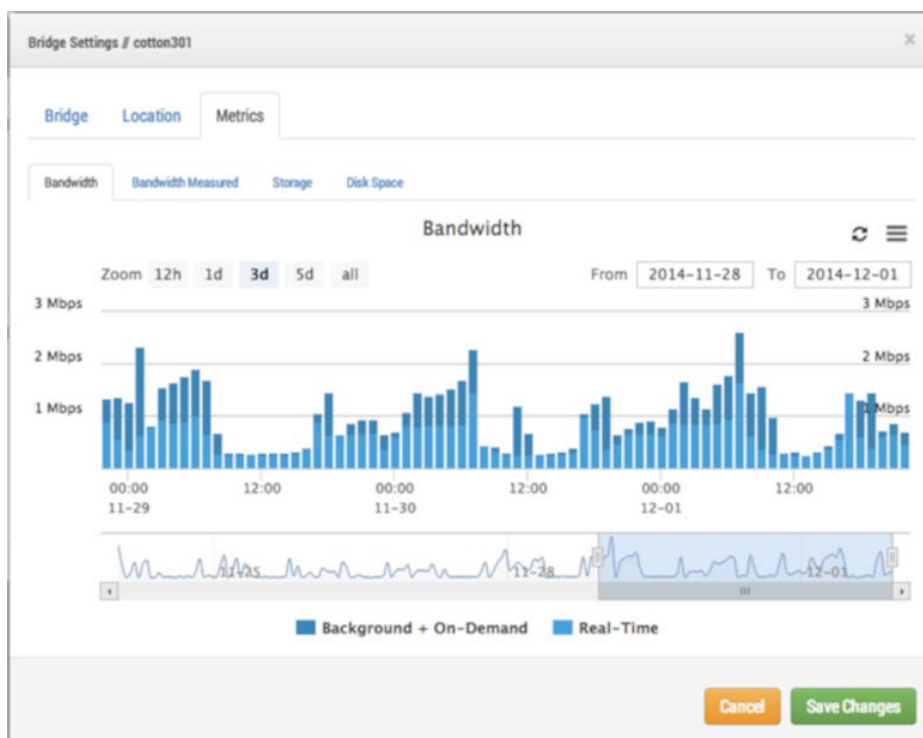 Bridge Settings // cotton301 ×
Bridge Location Metrics
Bandwidth Bandwidth Measured Storage Disk Space
Bandwidth
Zoom 12h 1d 3d 5d all From 2014-11-28 To 2014-12-01
3 Mbps 3 Mbps
2 Mbps 2 Mbps
1 Mbps 1 Mbps
00:00 12:00 00:00 12:00 00:00 12:00
11-29 11-30 12-01
11-25 11-28 12-01
Background + On-Demand Real-Time
Cancel Save Changes